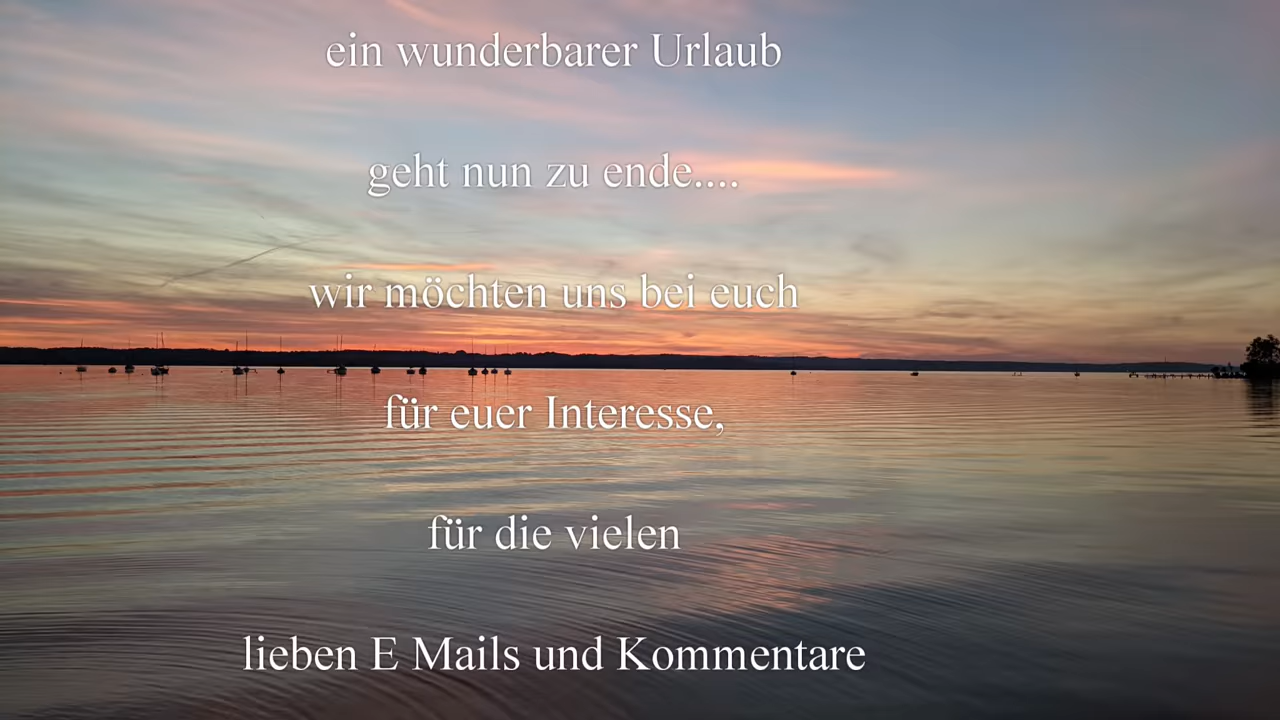 ein wunderbarer Urlaub
geht nun zu ende....
wir möchten uns bei euch
für euer Interesse,
für die vielen
lieben E Mails und Kommentare